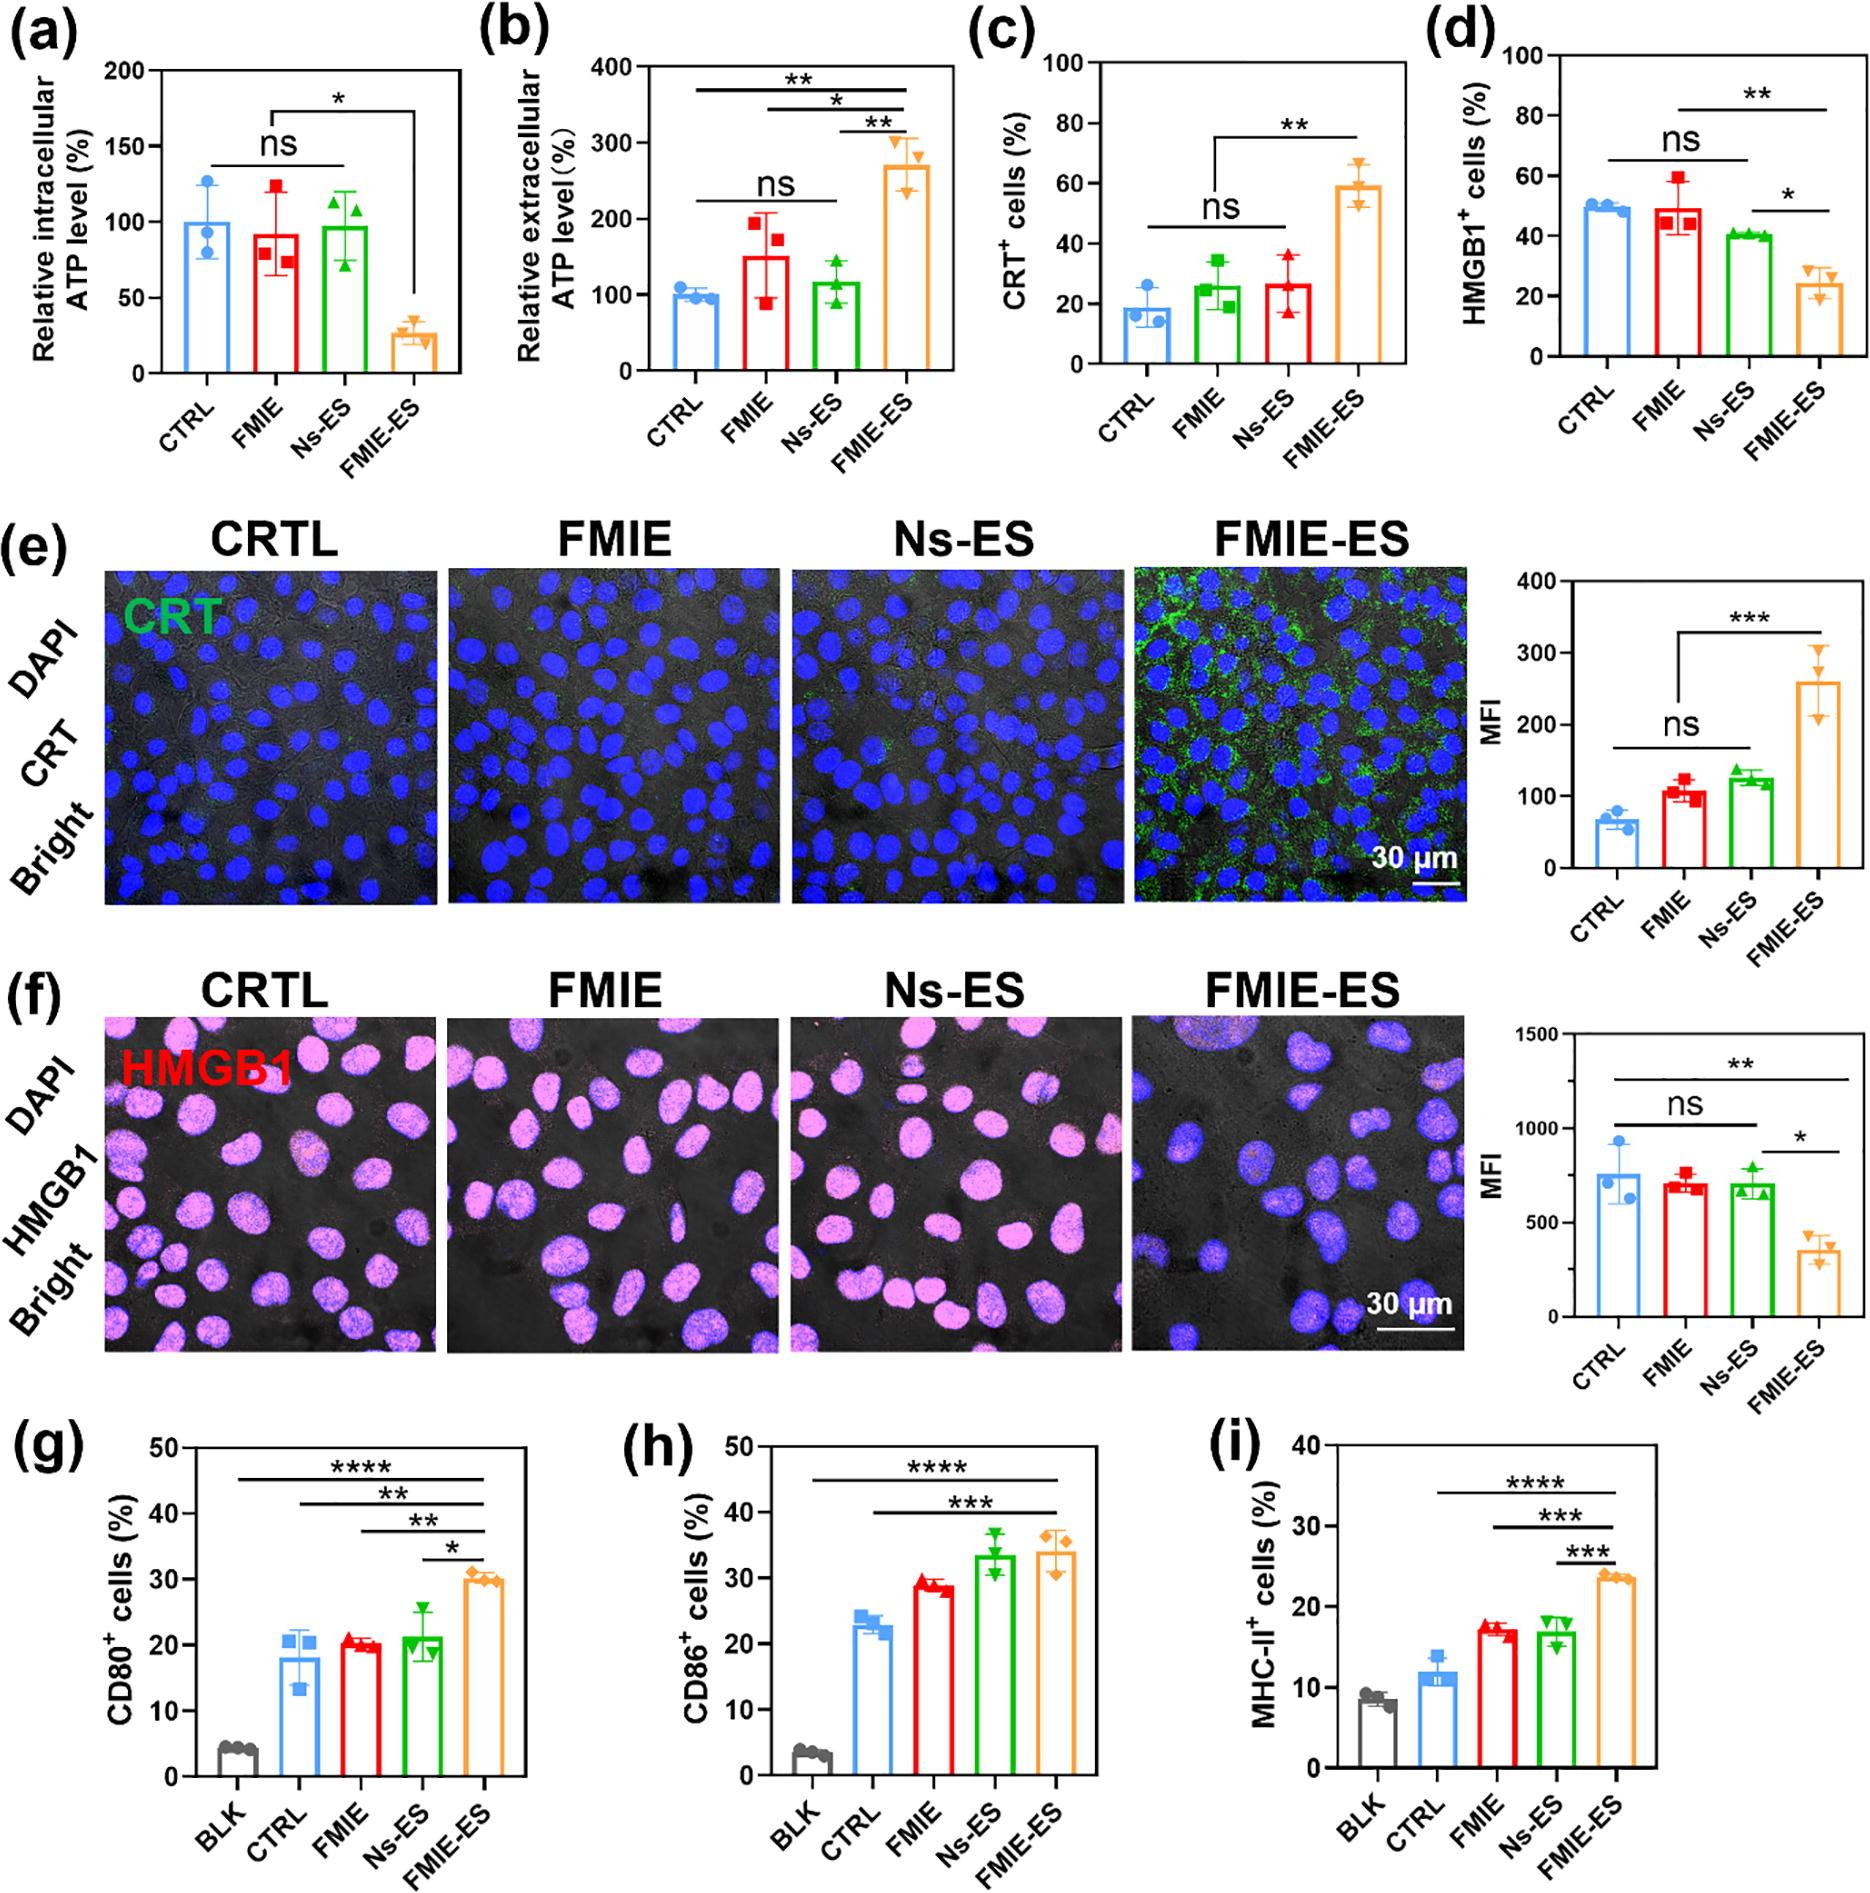 (a)
Relative intracellular
ATP level (%)
200
150
100
50
0
*
ns
CTRL
FMIE
Ns-ES
FMIE-ES
(b)
Relative extracellular
ATP level(%)
400
300
200
100
0
**
*
**
ns
CTRL
FMIE
Ns-ES
FMIE-ES
(c)
CRT+ cells (%)
100
80
60
40
20
0
**
ns
CTRL
FMIE
Ns-ES
FMIE-ES
(d)
HMGB1+ cells (%)
100
80
60
40
20
0
**
ns
*
CTRL
FMIE
Ns-ES
FMIE-ES
(e)
CRTL
FMIE
Ns-ES
FMIE-ES
DAPI
CRT
Bright
CRT
30 μm
MFI
400
300
200
100
0
***
ns
CTRL
FMIE
Ns-ES
FMIE-ES
(f)
CRTL
FMIE
Ns-ES
FMIE-ES
DAPI
HMGB1
Bright
HMGB1
30 μm
MFI
1500
1000
500
0
**
ns
*
CTRL
FMIE
Ns-ES
FMIE-ES
(g)
CD80+ cells (%)
50
40
30
20
10
0
****
**
**
*
BLK
CTRL
FMIE
Ns-ES
FMIE-ES
(h)
CD86+ cells (%)
50
40
30
20
10
0
****
***
BLK
CTRL
FMIE
Ns-ES
FMIE-ES
(i)
MHC-II+ cells (%)
40
30
20
10
0
****
***
***
BLK
CTRL
FMIE
Ns-ES
FMIE-ES